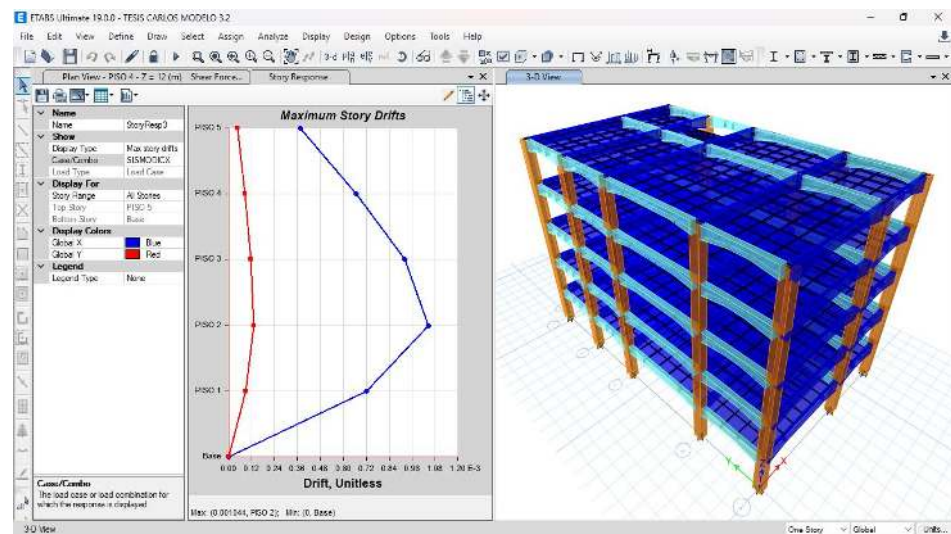 ETABS Ultimate 19.0.0 - TESIS CARLOS MODELO 3.2
File Edit View Define Draw Select Assign Analyze Display Design Options Tools Help
Plan View - PISO 4 - Z = 12 (m) Shear Force... Story Response
3-D View
Name
Name StoryResp3
Show
Display Type Max story drifts
Case/Combo SISMODICX
Load Type Load Case
Display For
Story Range All Stories
Top Story PISO 5
Bottom Story Base
Display Colors
Global X Blue
Global Y Red
Legend
Legend Type None
Case/Combo
The load case or load combination for
which the response is displayed
Maximum Story Drifts
PISO 5
PISO 4
PISO 3
PISO 2
PISO 1
Base
0.00 0.12 0.24 0.36 0.48 0.60 0.72 0.84 0.96 1.08 1.20 E-3
Drift, Unitless
Max: (0.001044, PISO 2); Min: (0, Base)
Y X
3-D View One Story Global Units...